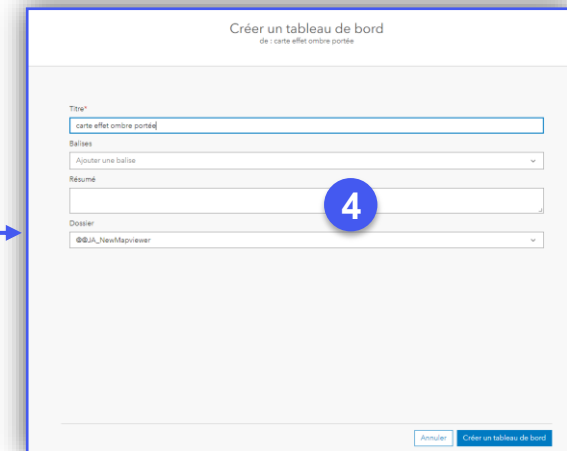 Créer un tableau de bord
de : carte effet ombre portée
Titre*
carte effet ombre portée
Balises
Ajouter une balise
Résumé
4
Dossier
@@JA_NewMapviewer
Annuler Créer un tableau de bord